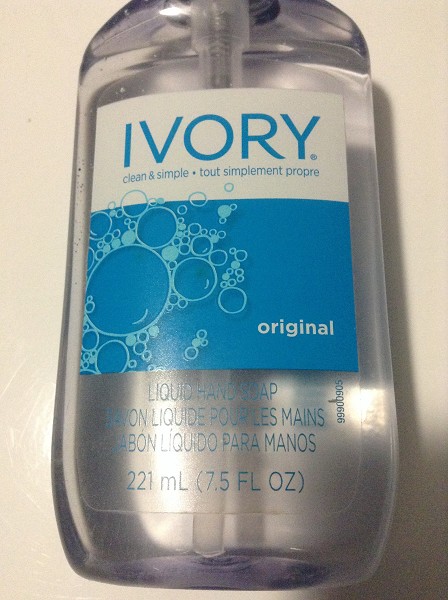 IVORY®
clean & simple • tout simplement propre
original
LIQUID HAND SOAP
SAVON LIQUIDE POUR LES MAINS
JABÓN LÍQUIDO PARA MANOS
221 mL (7.5 FL OZ)
99900905